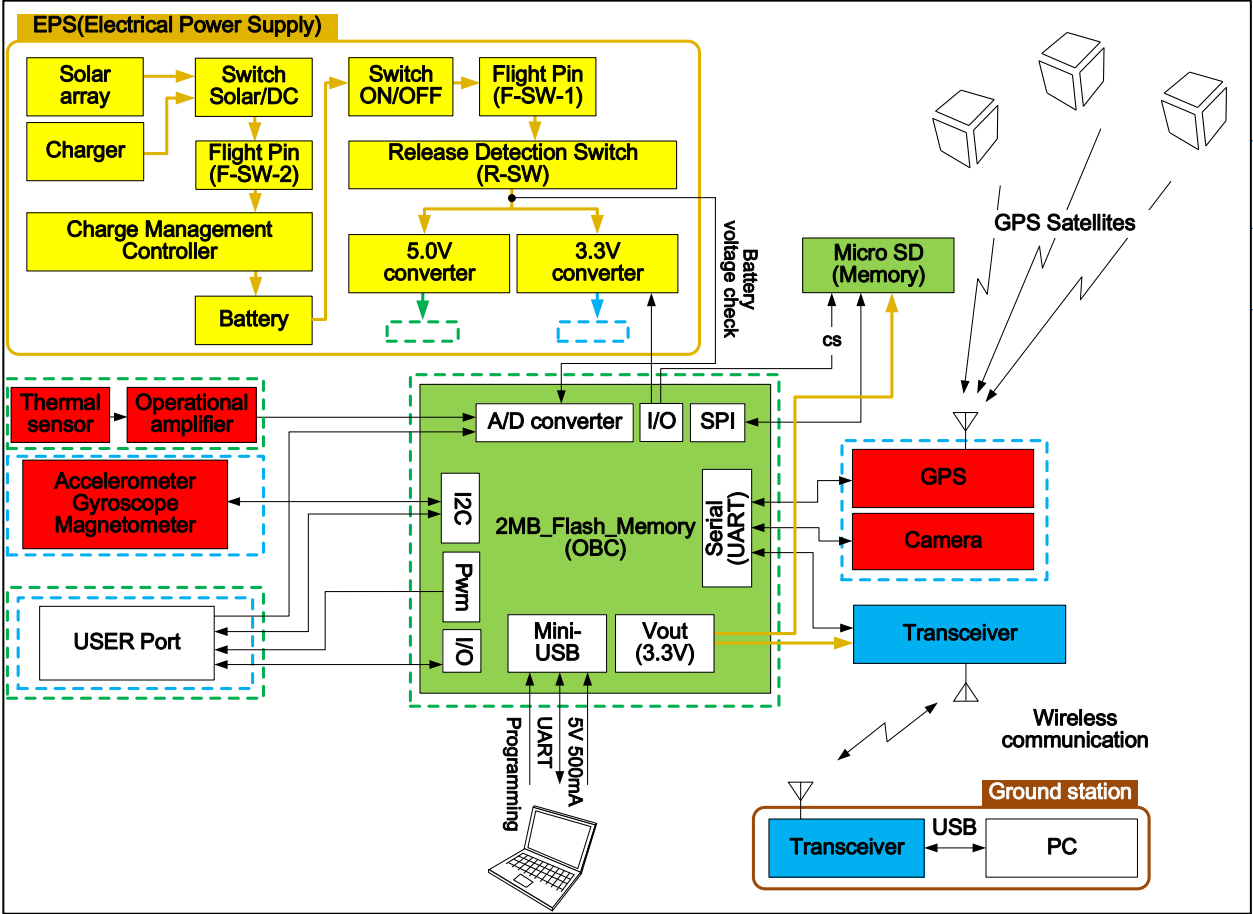 EPS(Electrical Power Supply)
Solar
array
Switch
Solar/DC
Switch
ON/OFF
Flight Pin
(F-SW-1)
Charger
Flight Pin
(F-SW-2)
Release Detection Switch
(R-SW)
Charge Management
Controller
5.0V
converter
3.3V
converter
Battery
Battery
voltage check
GPS Satellites
Micro SD
(Memory)
cs
Thermal
sensor
Operational
amplifier
A/D converter
I/O
SPI
Accelerometer
Gyroscope
Magnetometer
I2C
2MB_Flash_Memory
(OBC)
Serial
(UART)
GPS
Camera
Pwm
USER Port
I/O
Mini-
USB
Vout
(3.3V)
Transceiver
Programming
UART
5V 500mA
Wireless
communication
Ground station
Transceiver
USB
PC